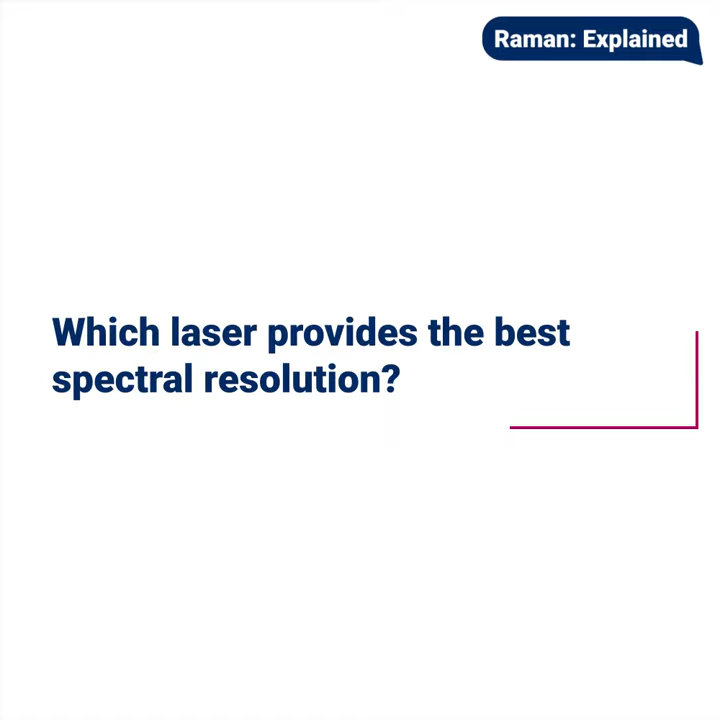 Raman: Explained
Which laser provides the best
spectral resolution?